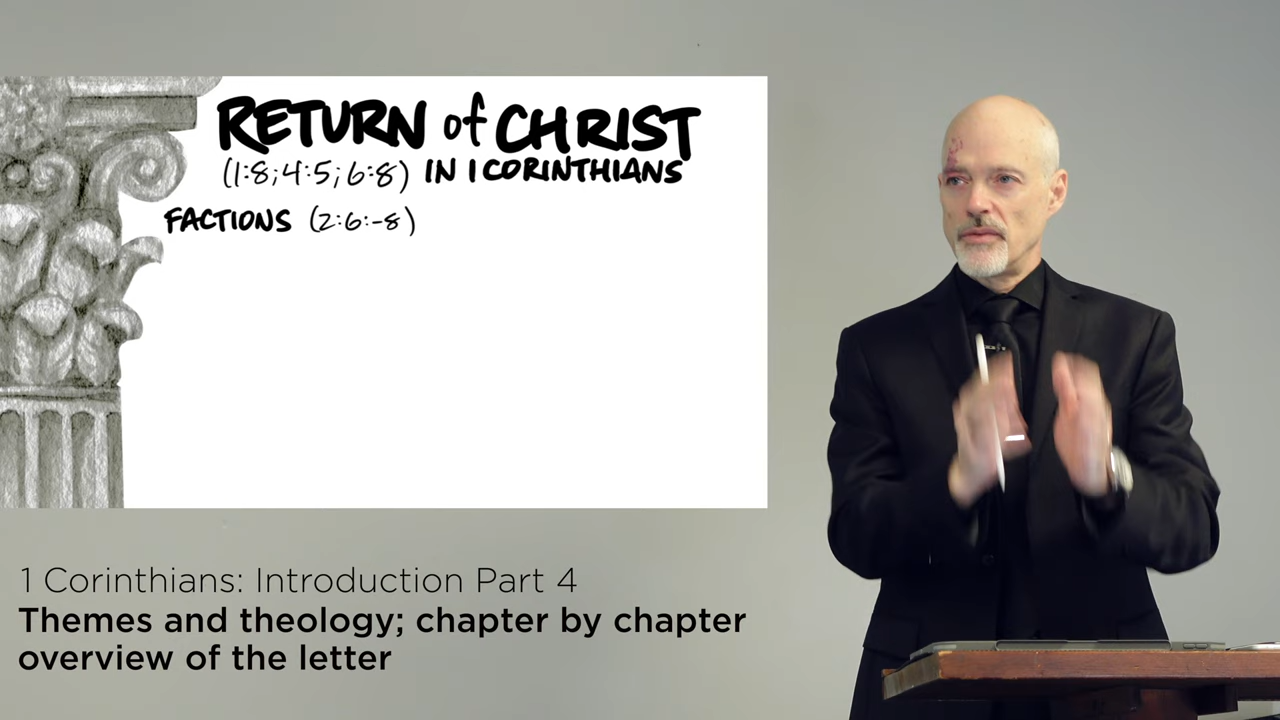 RETURN of CHRIST
(1:8; 4:5; 6:8) IN 1 CORINTHIANS
FACTIONS (2:6:-8)
1 Corinthians: Introduction Part 4
Themes and theology; chapter by chapter
overview of the letter